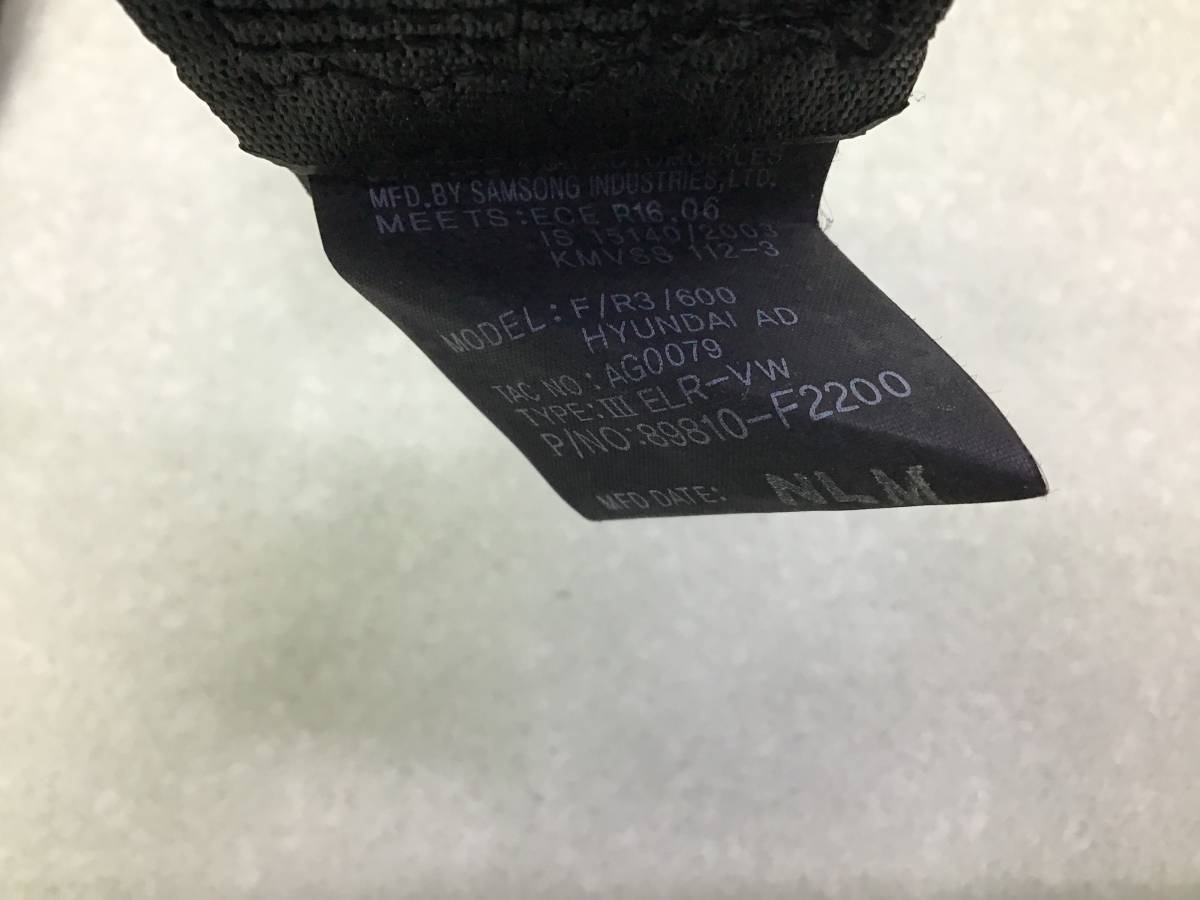 AUTOMOBILES
MFD.BY SAMSONG INDUSTRIES,LTD.
MEETS:ECE R16.06
IS 15140/2003
KMVSS 112-3
MODEL: F/R3/600
HYUNDAI AD
TAC NO.: AG0079
TYPE:III ELR-VW
P/NO:89810-F2200
MFD DATE: NLM